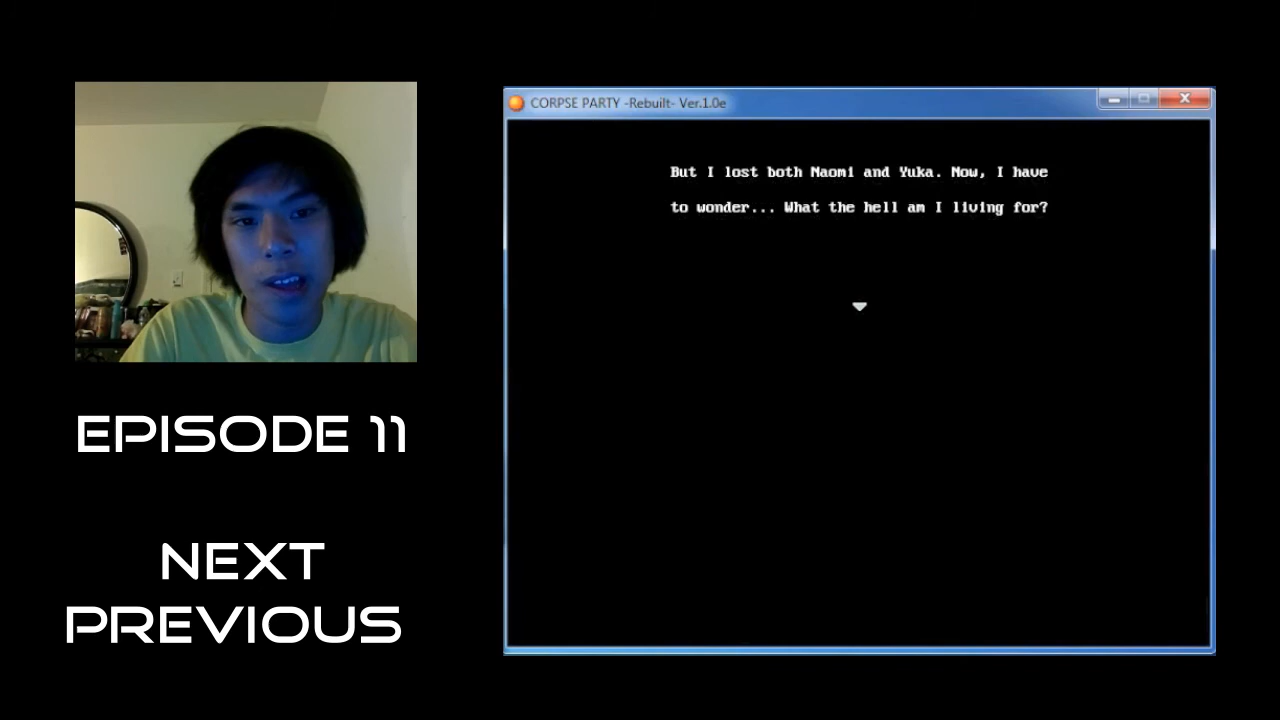 CORPSE PARTY -Rebuilt- Ver.1.0e
But I lost both Naomi and Yuka. Now, I have
to wonder... What the hell am I living for?
EPISODE 11
NEXT
PREVIOUS